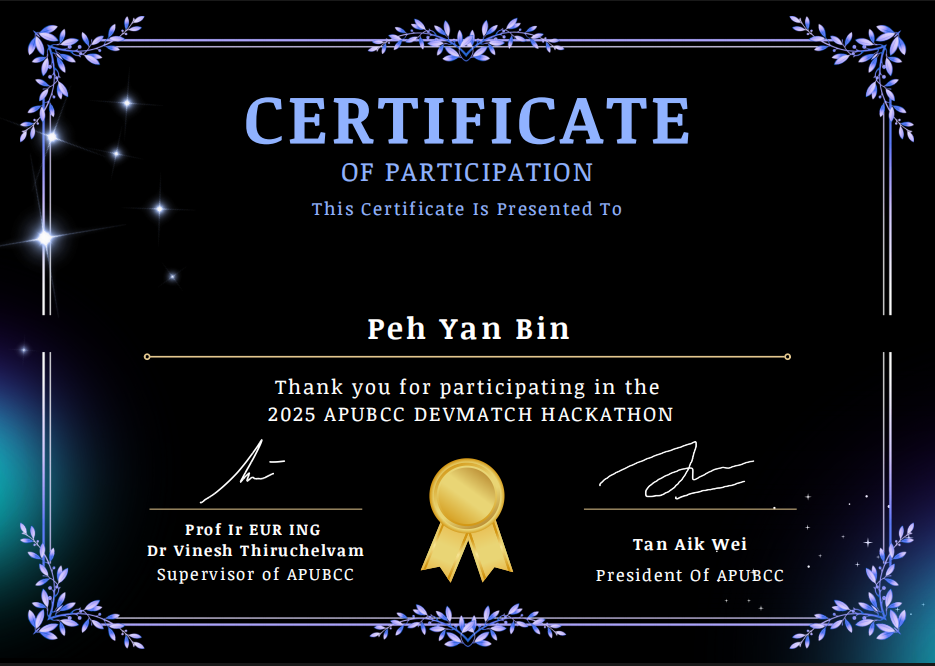 CERTIFICATE
OF PARTICIPATION
This Certificate Is Presented To
Peh Yan Bin
Thank you for participating in the
2025 APUBCC DEVMATCH HACKATHON
Prof Ir EUR ING
Dr Vinesh Thiruchelvam
Supervisor of APUBCC
Tan Aik Wei
President Of APUBCC